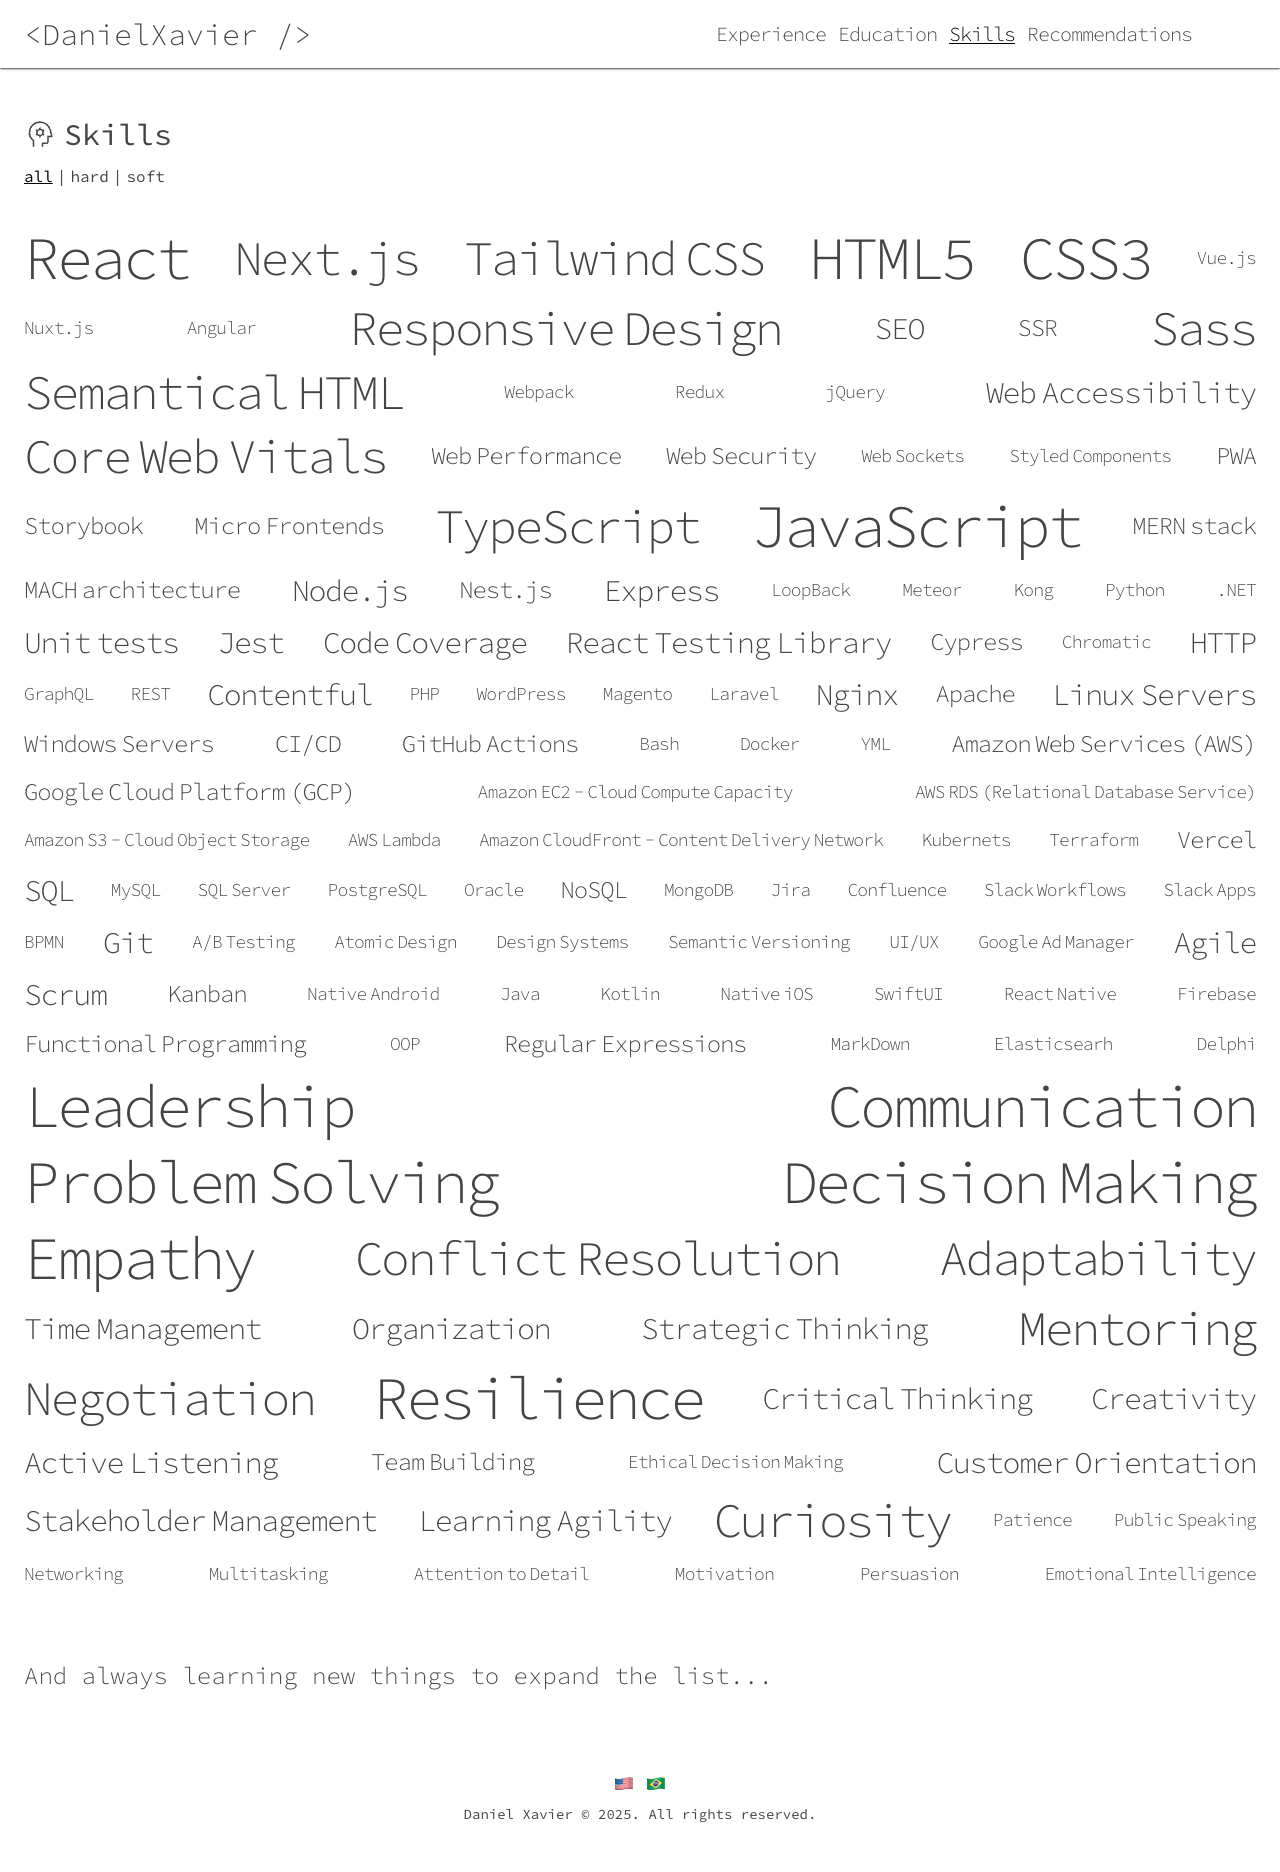 <DanielXavier />
Experience Education Skills Recommendations
Skills
all | hard | soft
React Next.js Tailwind CSS HTML5 CSS3 Vue.js
Nuxt.js Angular Responsive Design SEO SSR Sass
Semantical HTML Webpack Redux jQuery Web Accessibility
Core Web Vitals Web Performance Web Security Web Sockets Styled Components PWA
Storybook Micro Frontends TypeScript JavaScript MERN stack
MACH architecture Node.js Nest.js Express LoopBack Meteor Kong Python .NET
Unit tests Jest Code Coverage React Testing Library Cypress Chromatic HTTP
GraphQL REST Contentful PHP WordPress Magento Laravel Nginx Apache Linux Servers
Windows Servers CI/CD GitHub Actions Bash Docker YML Amazon Web Services (AWS)
Google Cloud Platform (GCP) Amazon EC2 - Cloud Compute Capacity AWS RDS (Relational Database Service)
Amazon S3 - Cloud Object Storage AWS Lambda Amazon CloudFront - Content Delivery Network Kubernets Terraform Vercel
SQL MySQL SQL Server PostgreSQL Oracle NoSQL MongoDB Jira Confluence Slack Workflows Slack Apps
BPMN Git A/B Testing Atomic Design Design Systems Semantic Versioning UI/UX Google Ad Manager Agile
Scrum Kanban Native Android Java Kotlin Native iOS SwiftUI React Native Firebase
Functional Programming OOP Regular Expressions MarkDown Elasticsearh Delphi
Leadership Communication
Problem Solving Decision Making
Empathy Conflict Resolution Adaptability
Time Management Organization Strategic Thinking Mentoring
Negotiation Resilience Critical Thinking Creativity
Active Listening Team Building Ethical Decision Making Customer Orientation
Stakeholder Management Learning Agility Curiosity Patience Public Speaking
Networking Multitasking Attention to Detail Motivation Persuasion Emotional Intelligence
And always learning new things to expand the list...
Daniel Xavier © 2025. All rights reserved.